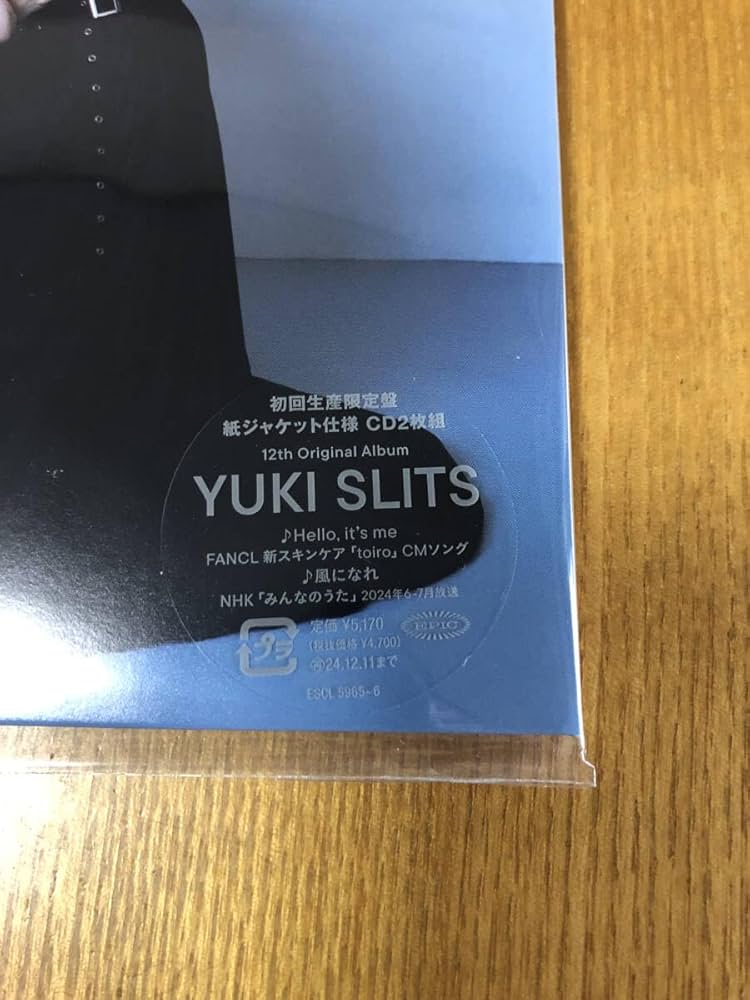 初回生産限定盤
紙ジャケット仕様 CD2枚組
12th Original Album
YUKI SLITS
♪Hello, it's me
FANCL 新スキンケア「toiro」CMソング
♪風になれ
NHK「みんなのうた」2024年6-7月放送
プラ
定価 ¥5,170
(税抜価格 ¥4,700)
EPIC
㋰24.12.11まで
ESCL 5965~6